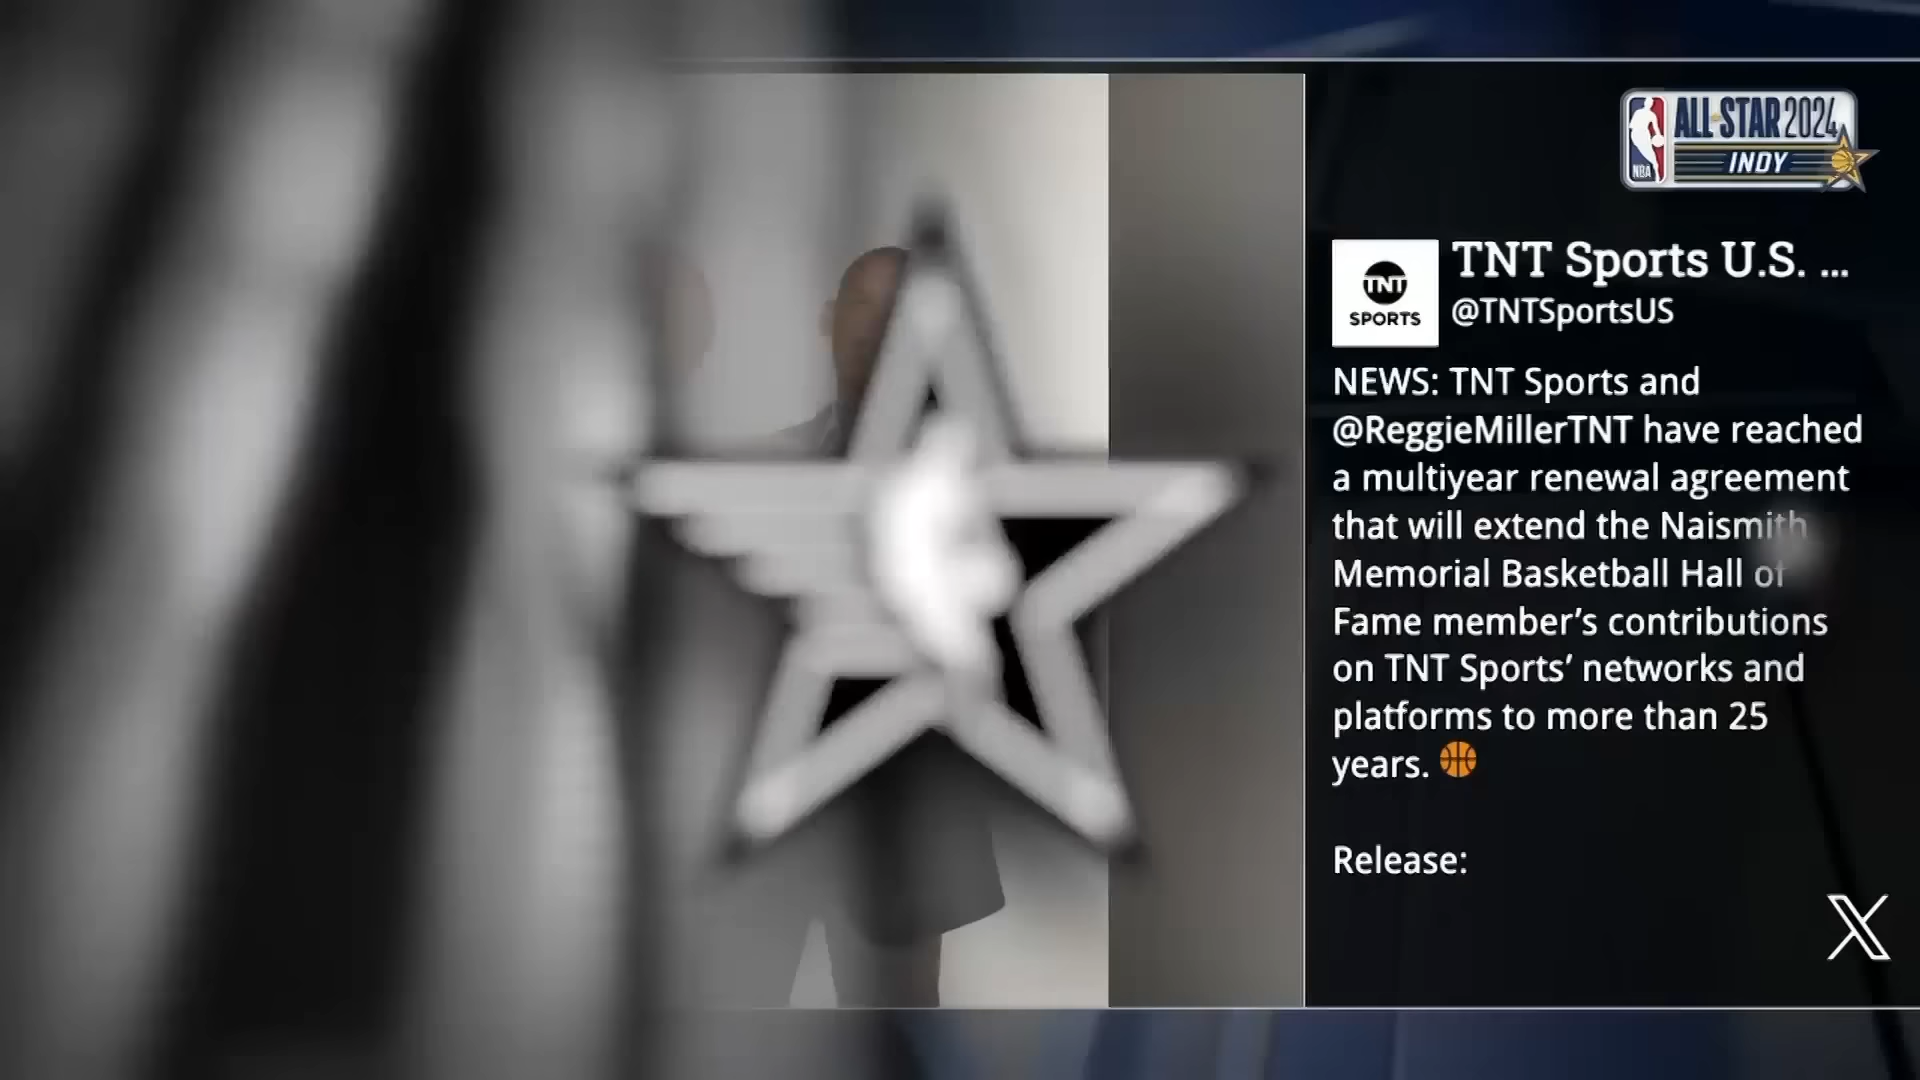 ALL-STAR 2024
NBA
INDY
TNT Sports U.S. ...
TNT
SPORTS
@TNTSportsUS
NEWS: TNT Sports and
@ReggieMillerTNT have reached
a multiyear renewal agreement
that will extend the Naismith
Memorial Basketball Hall of
Fame member’s contributions
on TNT Sports’ networks and
platforms to more than 25
years. 🏀
Release: